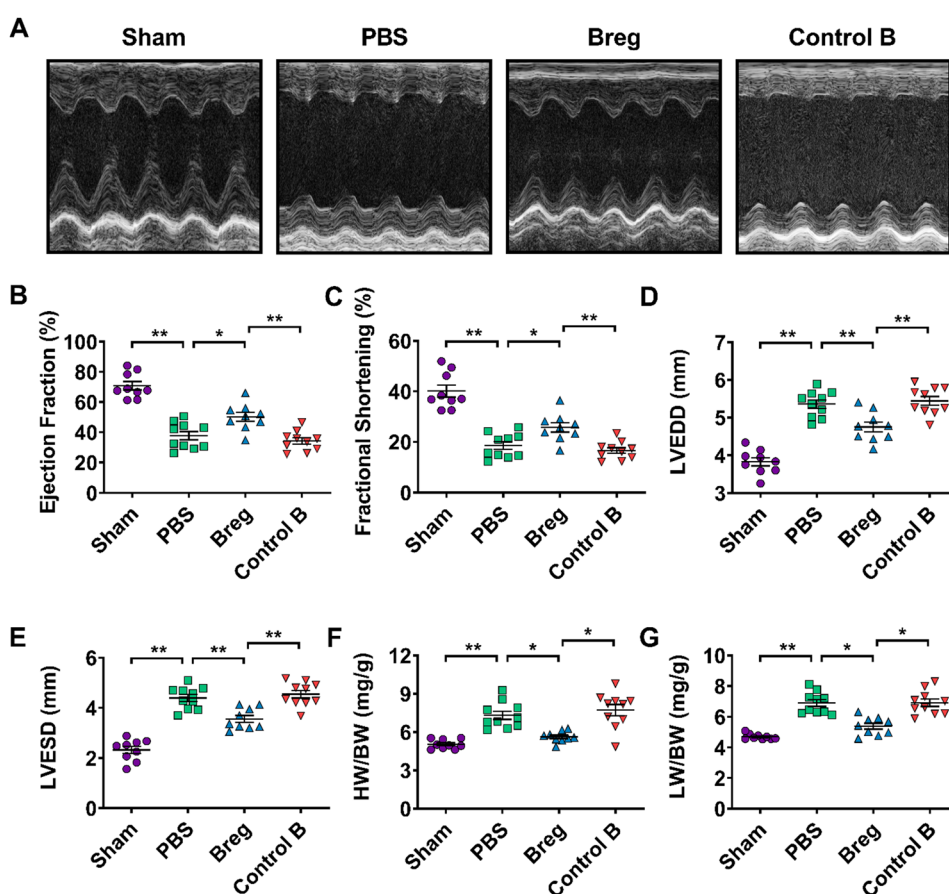 A
Sham
PBS
Breg
Control B
B
Ejection Fraction (%)
100
80
60
40
20
0
**
*
**
Sham
PBS
Breg
Control B
C
Fractional Shortening (%)
60
40
20
0
**
*
**
Sham
PBS
Breg
Control B
D
LVEDD (mm)
6
5
4
3
**
**
**
Sham
PBS
Breg
Control B
E
LVESD (mm)
6
4
2
0
**
**
**
Sham
PBS
Breg
Control B
F
HW/BW (mg/g)
12
9
6
3
0
**
*
*
Sham
PBS
Breg
Control B
G
LW/BW (mg/g)
10
8
6
4
2
0
**
*
*
Sham
PBS
Breg
Control B